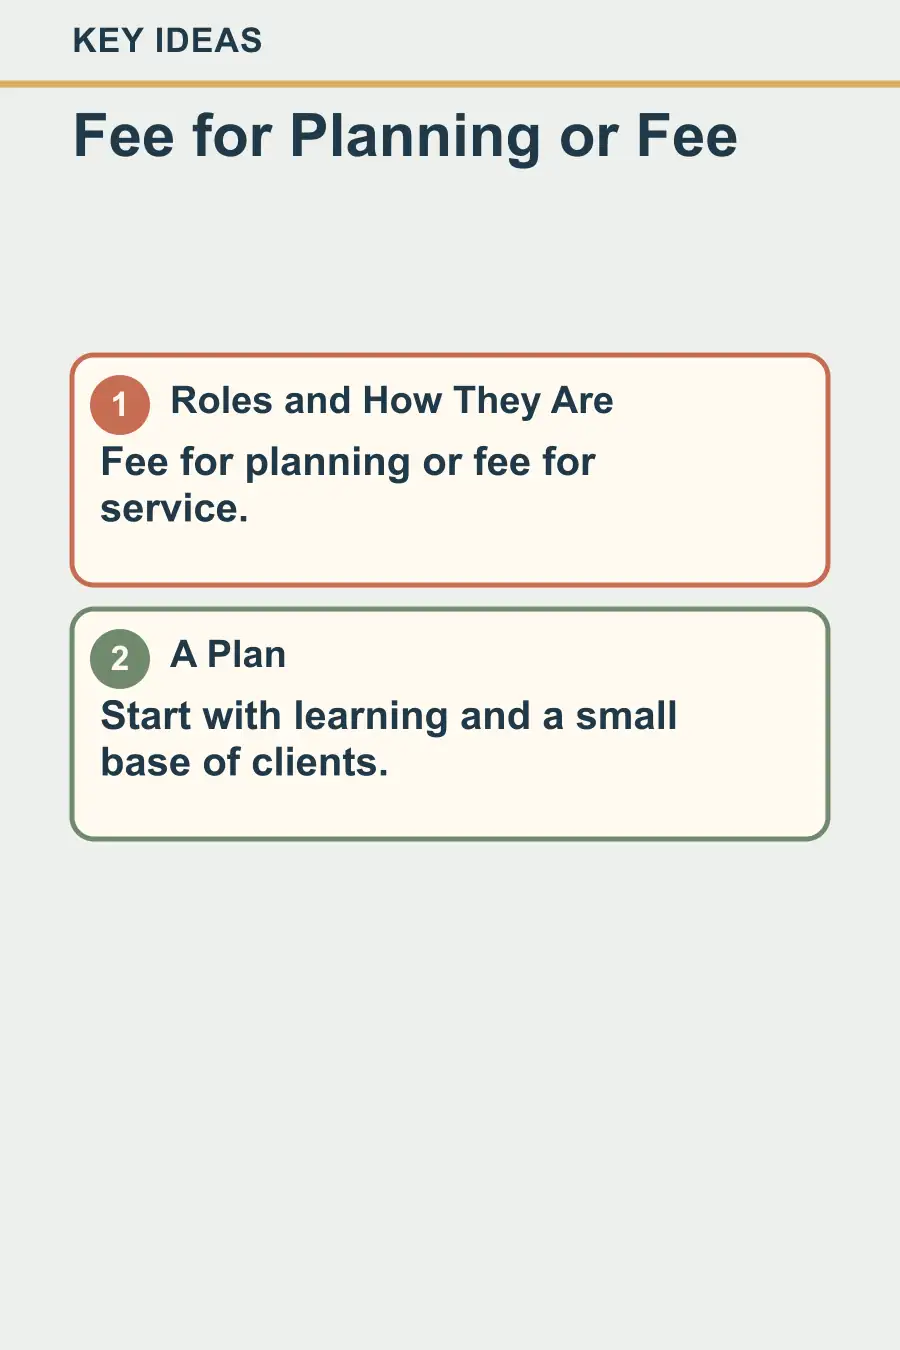 KEY IDEAS
Fee for Planning or Fee
1 Roles and How They Are
Fee for planning or fee for
service.
2 A Plan
Start with learning and a small
base of clients.